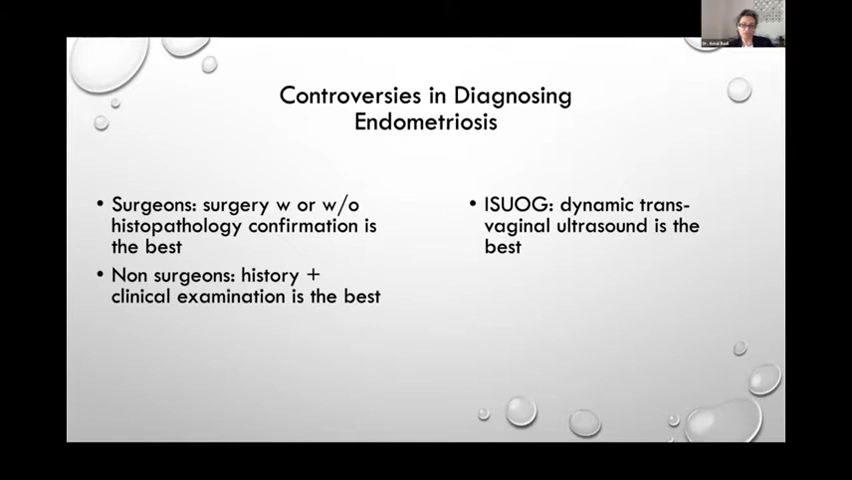 Controversies in Diagnosing
Endometriosis
• Surgeons: surgery w or w/o
histopathology confirmation is
the best
• Non surgeons: history +
clinical examination is the best
• ISUOG: dynamic trans-
vaginal ultrasound is the
best